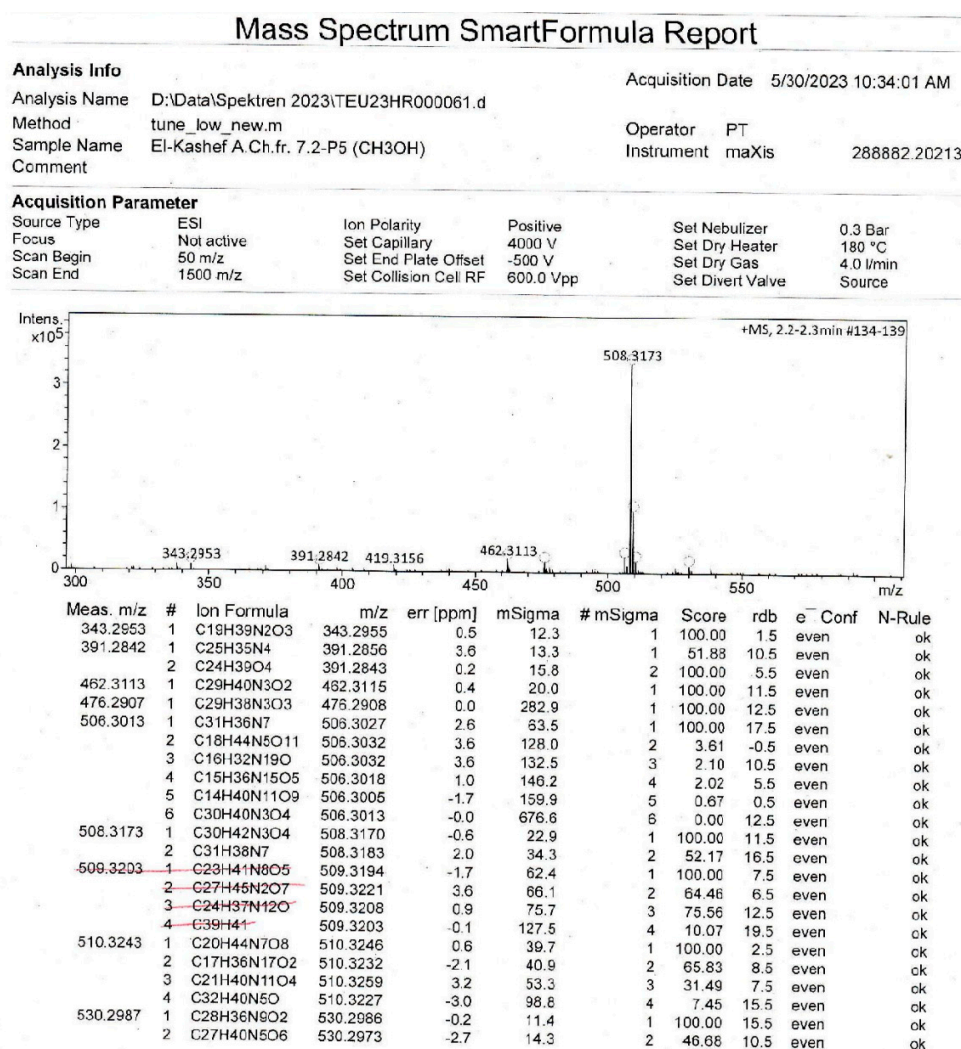 Mass Spectrum SmartFormula Report
Analysis Info
Acquisition Date 5/30/2023 10:34:01 AM
Analysis Name D:\Data\Spektren 2023\TEU23HR000061.d
Method tune_low_new.m
Operator PT
Sample Name El-Kashef A.Ch.fr. 7.2-P5 (CH3OH)
Instrument maXis 288882.20213
Comment
Acquisition Parameter
Source Type ESI Ion Polarity Positive Set Nebulizer 0.3 Bar
Focus Not active Set Capillary 4000 V Set Dry Heater 180 °C
Scan Begin 50 m/z Set End Plate Offset -500 V Set Dry Gas 4.0 l/min
Scan End 1500 m/z Set Collision Cell RF 600.0 Vpp Set Divert Valve Source
Intens.
x10⁵
+MS, 2.2-2.3min #134-139
508.3173
3
2
1
343.2953 391.2842 419.3156 462.3113
0
300 350 400 450 500 550 m/z
Meas. m/z # Ion Formula m/z err [ppm] mSigma # mSigma Score rdb e⁻ Conf N-Rule
343.2953 1 C19H39N2O3 343.2955 0.5 12.3 1 100.00 1.5 even ok
391.2842 1 C25H35N4 391.2856 3.6 13.3 1 51.88 10.5 even ok
2 C24H39O4 391.2843 0.2 15.8 2 100.00 5.5 even ok
462.3113 1 C29H40N3O2 462.3115 0.4 20.0 1 100.00 11.5 even ok
476.2907 1 C29H38N3O3 476.2908 0.0 282.9 1 100.00 12.5 even ok
506.3013 1 C31H36N7 506.3027 2.6 63.5 1 100.00 17.5 even ok
2 C18H44N5O11 506.3032 3.6 128.0 2 3.61 -0.5 even ok
3 C16H32N19O 506.3032 3.6 132.5 3 2.10 10.5 even ok
4 C15H36N15O5 506.3018 1.0 146.2 4 2.02 5.5 even ok
5 C14H40N11O9 506.3005 -1.7 159.9 5 0.67 0.5 even ok
6 C30H40N3O4 506.3013 -0.0 676.6 6 0.00 12.5 even ok
508.3173 1 C30H42N3O4 508.3170 -0.6 22.9 1 100.00 11.5 even ok
2 C31H38N7 508.3183 2.0 34.3 2 52.17 16.5 even ok
509.3203 1 C23H41N8O5 509.3194 -1.7 62.4 1 100.00 7.5 even ok
2 C27H45N2O7 509.3221 3.6 66.1 2 64.46 6.5 even ok
3 C24H37N12O 509.3208 0.9 75.7 3 75.56 12.5 even ok
4 C39H41 509.3203 -0.1 127.5 4 10.07 19.5 even ok
510.3243 1 C20H44N7O8 510.3246 0.6 39.7 1 100.00 2.5 even ok
2 C17H36N17O2 510.3232 -2.1 40.9 2 65.83 8.5 even ok
3 C21H40N11O4 510.3259 3.2 53.3 3 31.49 7.5 even ok
4 C32H40N5O 510.3227 -3.0 98.8 4 7.45 15.5 even ok
530.2987 1 C28H36N9O2 530.2986 -0.2 11.4 1 100.00 15.5 even ok
2 C27H40N5O6 530.2973 -2.7 14.3 2 46.68 10.5 even ok